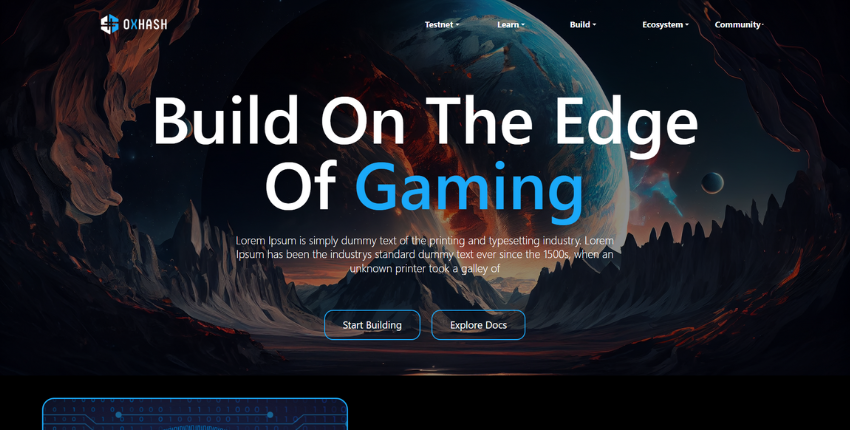 OXHASH
Testnet Learn Build Ecosystem Community
Build On The Edge
Of Gaming
Lorem Ipsum is simply dummy text of the printing and typesetting industry. Lorem
Ipsum has been the industrys standard dummy text ever since the 1500s, when an
unknown printer took a galley of
Start Building Explore Docs